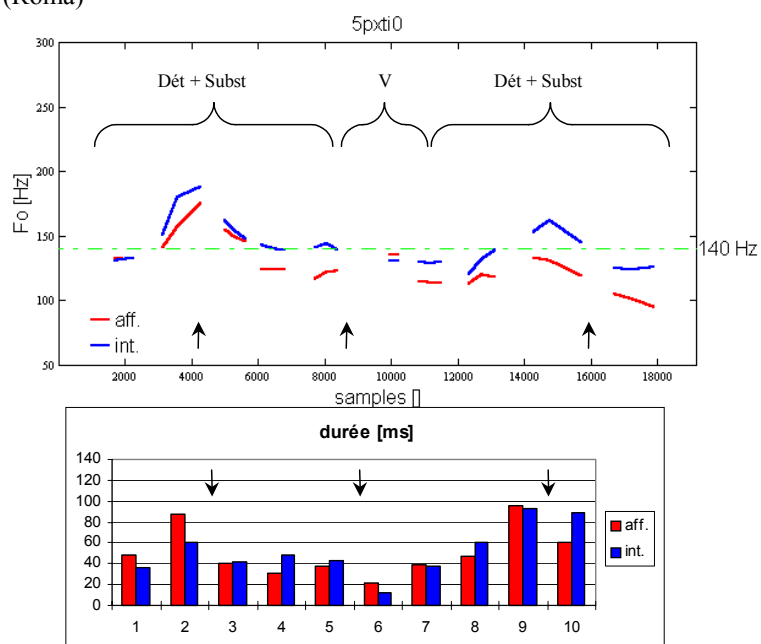 (Roma)
5pxti0
300
Dét + Subst V Dét + Subst
250
200
Fo [Hz]
150
140 Hz
100
aff.
int.
50
2000 4000 6000 8000 10000 12000 14000 16000 18000
samples []
durée [ms]
140
120
100
80
60
40
20
0
aff.
int.
1 2 3 4 5 6 7 8 9 10